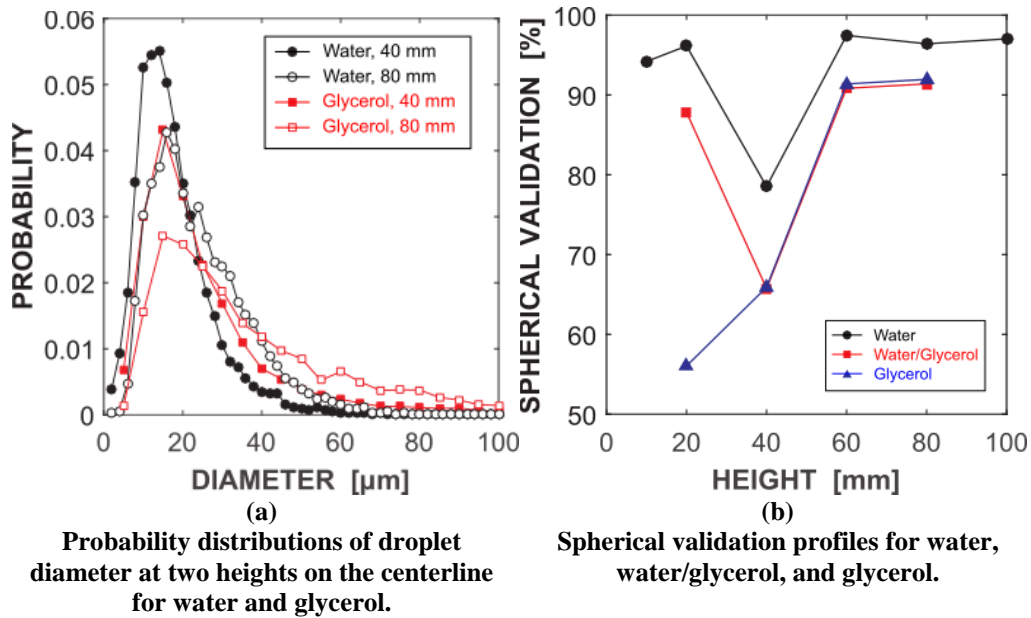 0.06
0.05
0.04
0.03
0.02
0.01
0
PROBABILITY
Water, 40 mm
Water, 80 mm
Glycerol, 40 mm
Glycerol, 80 mm
0 20 40 60 80 100
DIAMETER [µm]
(a)
Probability distributions of droplet
diameter at two heights on the centerline
for water and glycerol.
100
90
80
70
60
50
SPHERICAL VALIDATION [%]
Water
Water/Glycerol
Glycerol
0 20 40 60 80 100
HEIGHT [mm]
(b)
Spherical validation profiles for water,
water/glycerol, and glycerol.